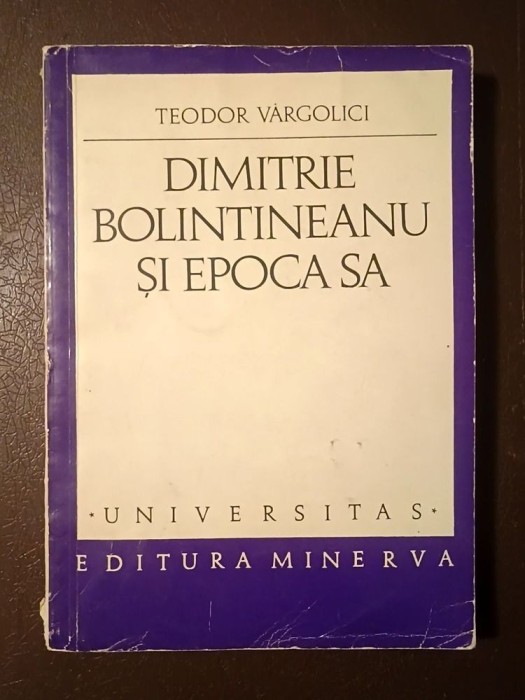 TEODOR VÂRGOLICI
DIMITRIE
BOLINTINEANU
ȘI EPOCA SA
* UNIVERSITAS *
EDITURA MINERVA